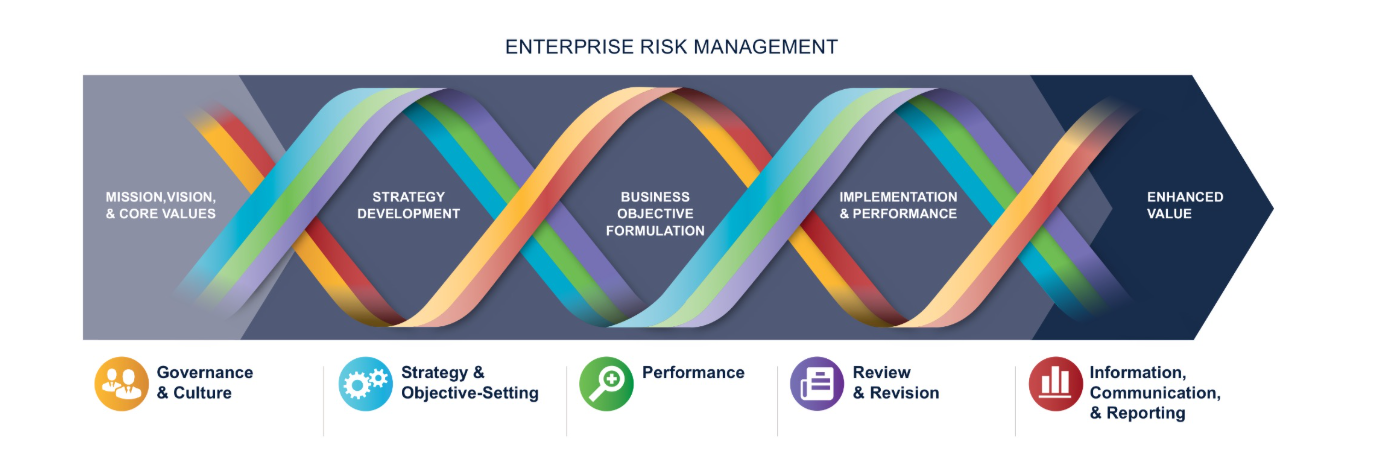 ENTERPRISE RISK MANAGEMENT
MISSION,VISION,
& CORE VALUES
STRATEGY
DEVELOPMENT
BUSINESS
OBJECTIVE
FORMULATION
IMPLEMENTATION
& PERFORMANCE
ENHANCED
VALUE
Governance
& Culture
Strategy &
Objective-Setting
Performance
Review
& Revision
Information,
Communication,
& Reporting